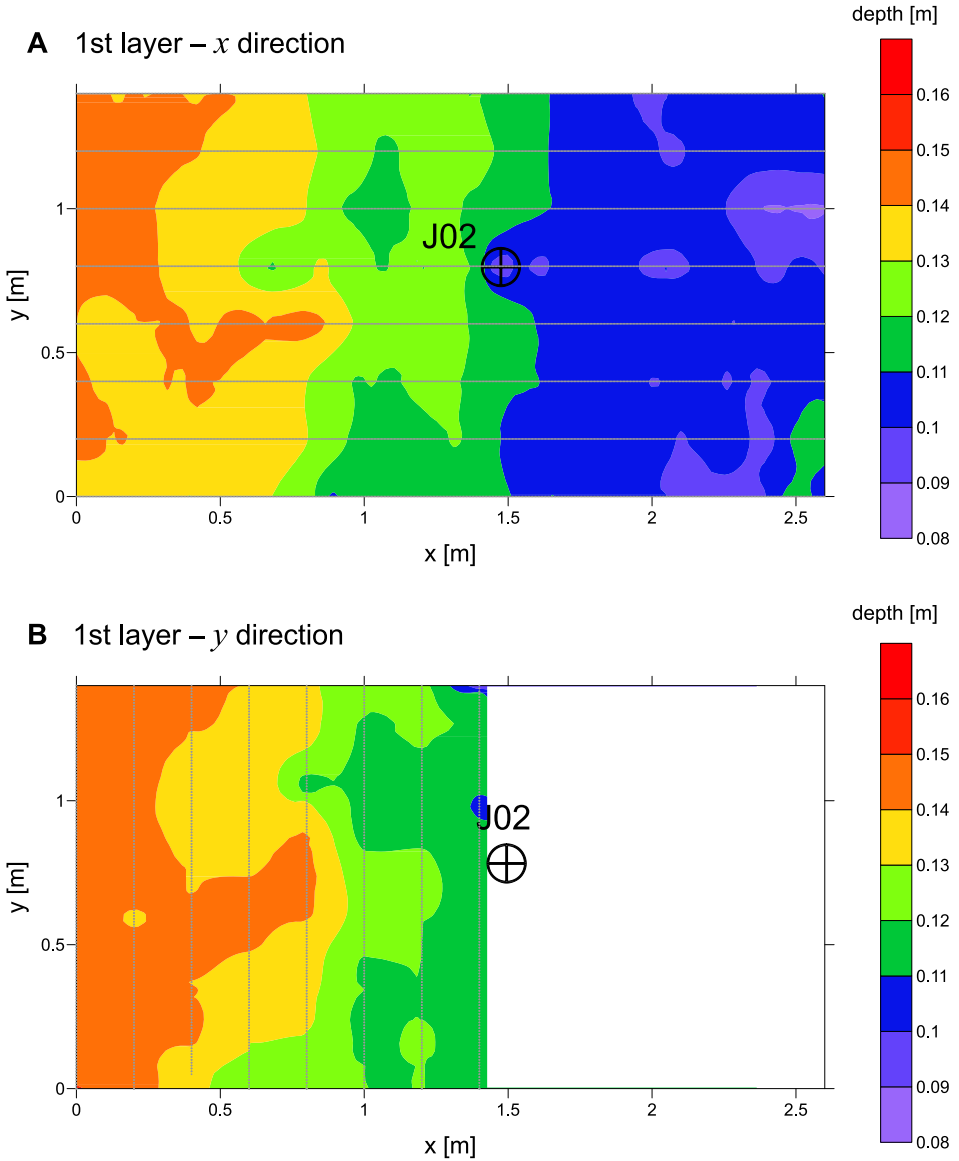 depth [m]
A 1st layer – x direction
0.16
0.15
0.14
0.13
0.12
0.11
0.1
0.09
0.08
1
0.5
0
y [m]
J02
0 0.5 1 1.5 2 2.5
x [m]
depth [m]
B 1st layer – y direction
0.16
0.15
0.14
0.13
0.12
0.11
0.1
0.09
0.08
1
0.5
0
y [m]
J02
0 0.5 1 1.5 2 2.5
x [m]